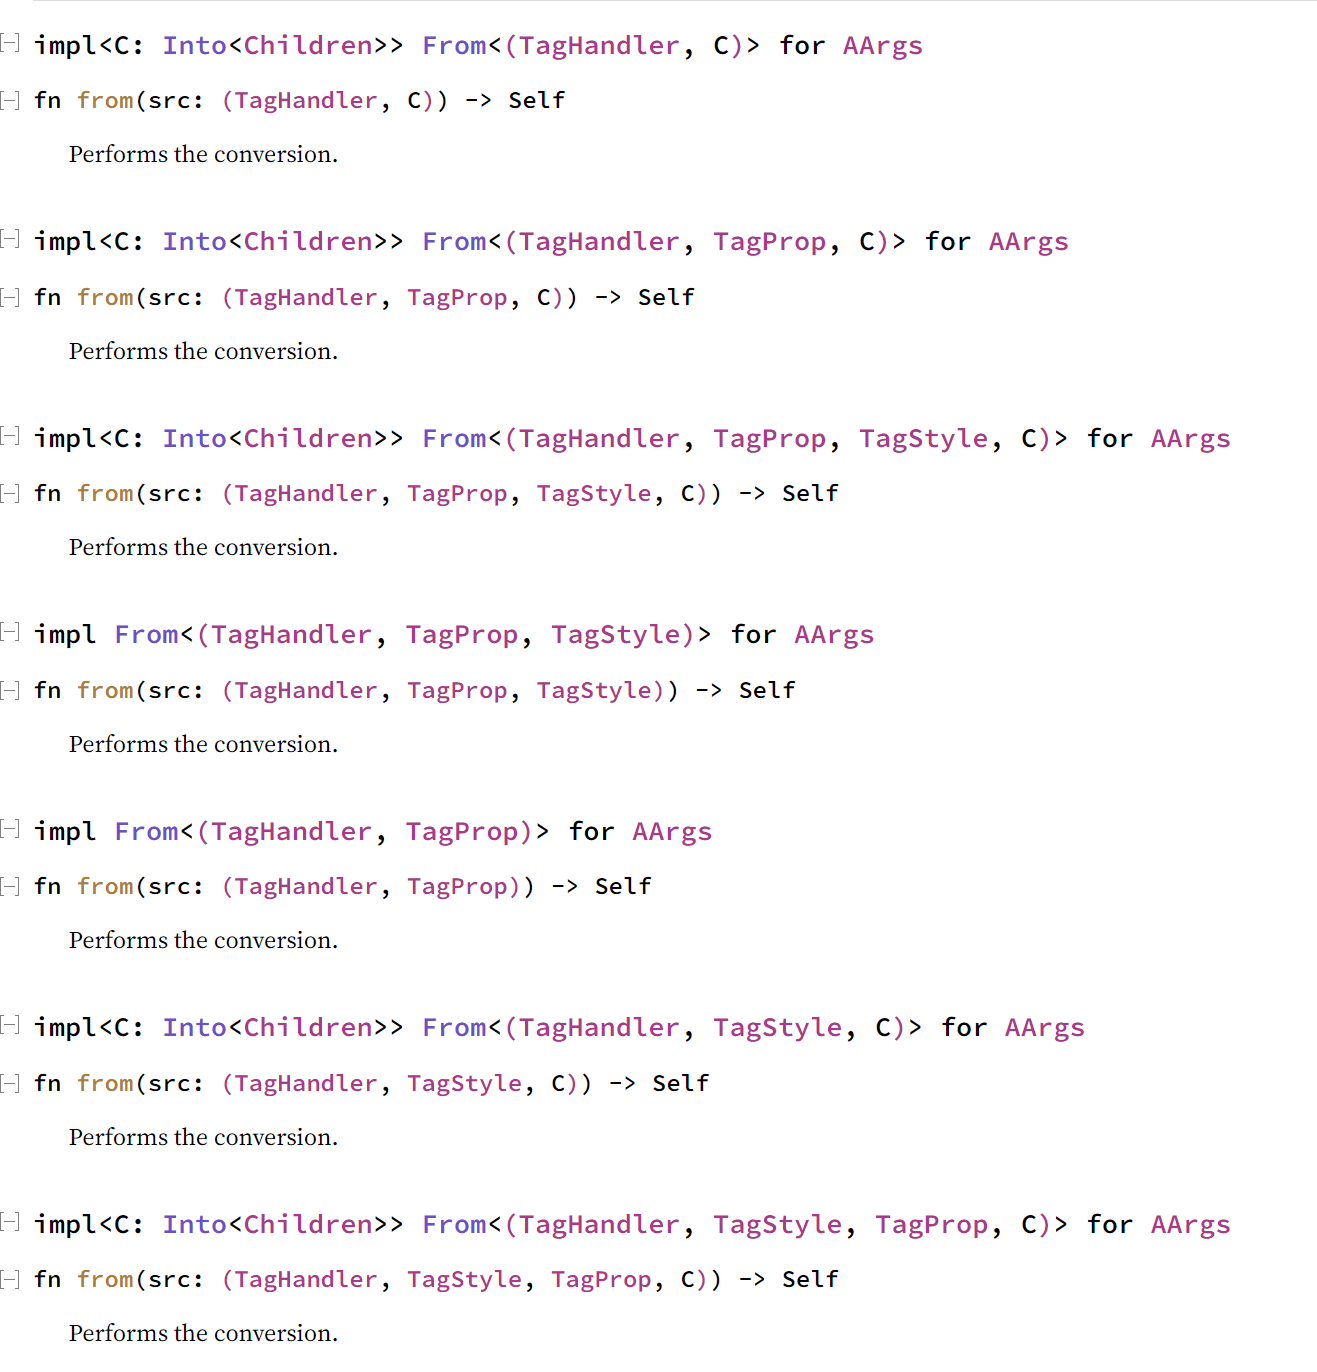 [−] impl<C: Into<Children>> From<(TagHandler, C)> for AArgs
[−] fn from(src: (TagHandler, C)) -> Self
Performs the conversion.
[−] impl<C: Into<Children>> From<(TagHandler, TagProp, C)> for AArgs
[−] fn from(src: (TagHandler, TagProp, C)) -> Self
Performs the conversion.
[−] impl<C: Into<Children>> From<(TagHandler, TagProp, TagStyle, C)> for AArgs
[−] fn from(src: (TagHandler, TagProp, TagStyle, C)) -> Self
Performs the conversion.
[−] impl From<(TagHandler, TagProp, TagStyle)> for AArgs
[−] fn from(src: (TagHandler, TagProp, TagStyle)) -> Self
Performs the conversion.
[−] impl From<(TagHandler, TagProp)> for AArgs
[−] fn from(src: (TagHandler, TagProp)) -> Self
Performs the conversion.
[−] impl<C: Into<Children>> From<(TagHandler, TagStyle, C)> for AArgs
[−] fn from(src: (TagHandler, TagStyle, C)) -> Self
Performs the conversion.
[−] impl<C: Into<Children>> From<(TagHandler, TagStyle, TagProp, C)> for AArgs
[−] fn from(src: (TagHandler, TagStyle, TagProp, C)) -> Self
Performs the conversion.